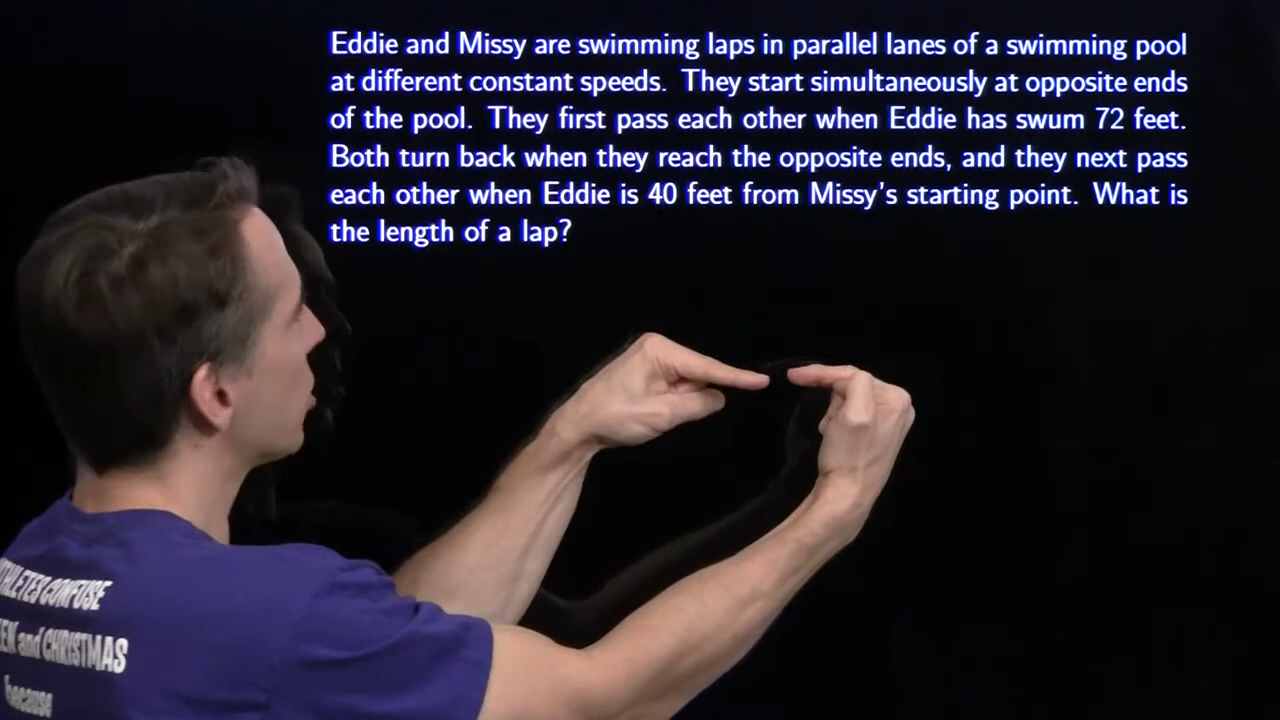 Eddie and Missy are swimming laps in parallel lanes of a swimming pool
at different constant speeds. They start simultaneously at opposite ends
of the pool. They first pass each other when Eddie has swum 72 feet.
Both turn back when they reach the opposite ends, and they next pass
each other when Eddie is 40 feet from Missy's starting point. What is
the length of a lap?
CONFUSE
and CHRISTMAS
because